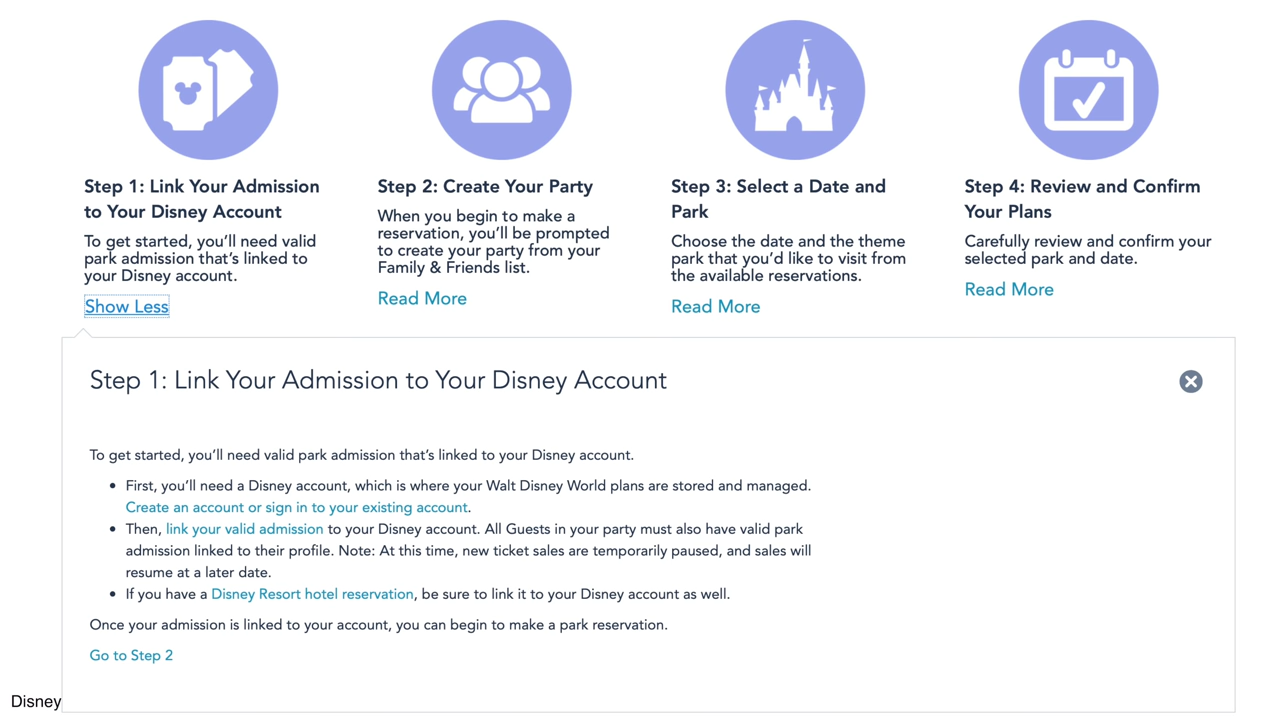 Step 1: Link Your Admission
to Your Disney Account
To get started, you’ll need valid
park admission that’s linked to
your Disney account.
Show Less
Step 2: Create Your Party
When you begin to make a
reservation, you’ll be prompted
to create your party from your
Family & Friends list.
Read More
Step 3: Select a Date and
Park
Choose the date and the theme
park that you’d like to visit from
the available reservations.
Read More
Step 4: Review and Confirm
Your Plans
Carefully review and confirm your
selected park and date.
Read More
Step 1: Link Your Admission to Your Disney Account
To get started, you’ll need valid park admission that’s linked to your Disney account.
• First, you’ll need a Disney account, which is where your Walt Disney World plans are stored and managed.
Create an account or sign in to your existing account.
• Then, link your valid admission to your Disney account. All Guests in your party must also have valid park
admission linked to their profile. Note: At this time, new ticket sales are temporarily paused, and sales will
resume at a later date.
• If you have a Disney Resort hotel reservation, be sure to link it to your Disney account as well.
Once your admission is linked to your account, you can begin to make a park reservation.
Go to Step 2
Disney